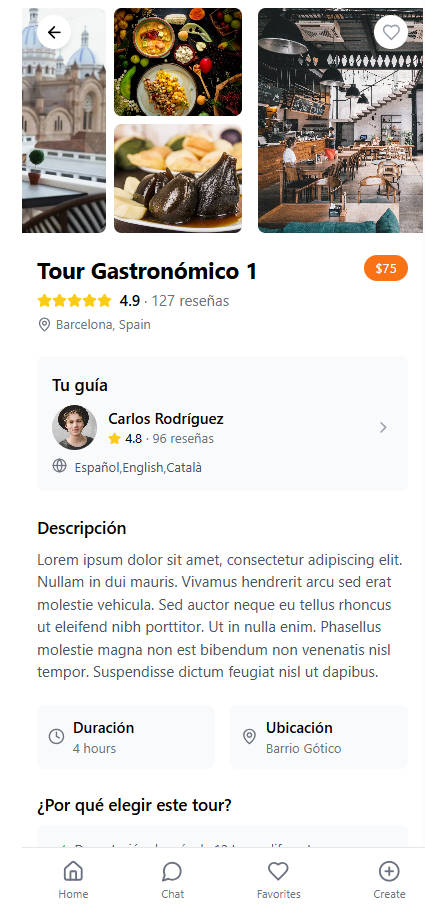 Tour Gastronómico 1
$75
4.9 · 127 reseñas
Barcelona, Spain
Tu guía
Carlos Rodríguez
4.8 · 96 reseñas
Español,English,Català
Descripción
Lorem ipsum dolor sit amet, consectetur adipiscing elit.
Nullam in dui mauris. Vivamus hendrerit arcu sed erat
molestie vehicula. Sed auctor neque eu tellus rhoncus
ut eleifend nibh porttitor. Ut in nulla enim. Phasellus
molestie magna non est bibendum non venenatis nisl
tempor. Suspendisse dictum feugiat nisl ut dapibus.
Duración
4 hours
Ubicación
Barrio Gótico
¿Por qué elegir este tour?
Home
Chat
Favorites
Create